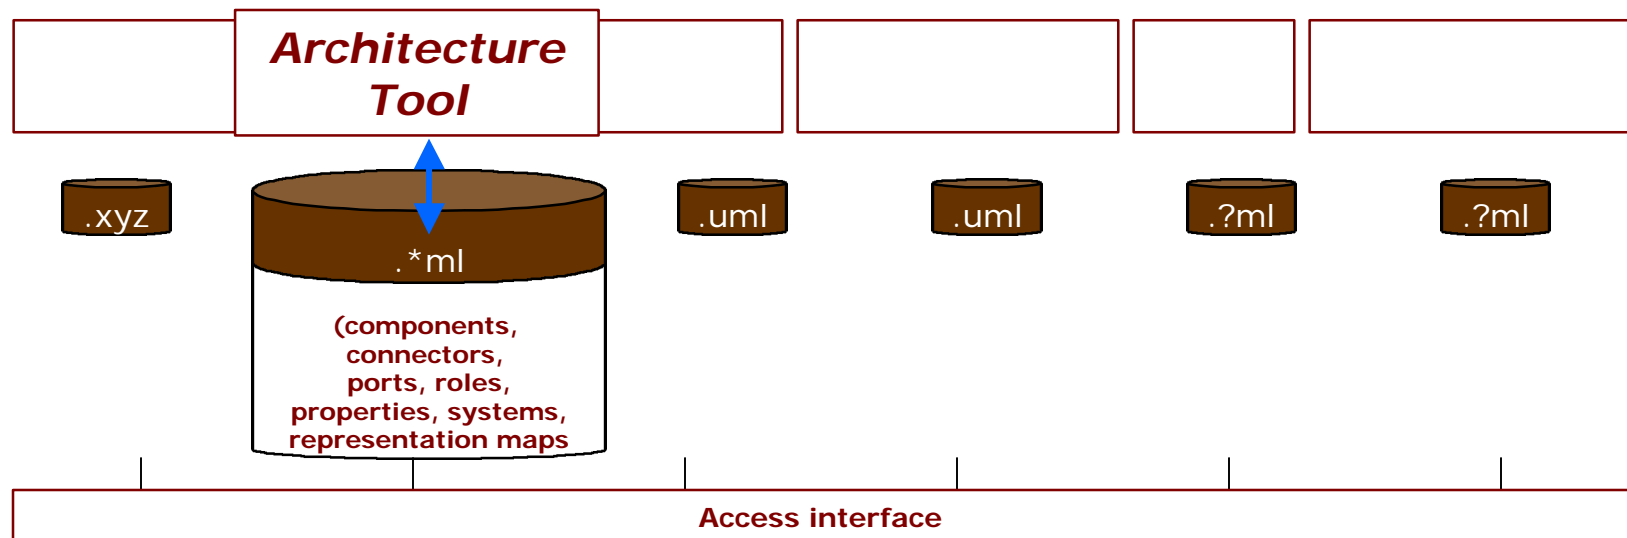 Architecture
Tool
.xyz
.*ml
.uml
.uml
.?ml
.?ml
(components,
connectors,
ports, roles,
properties, systems,
representation maps
Access interface